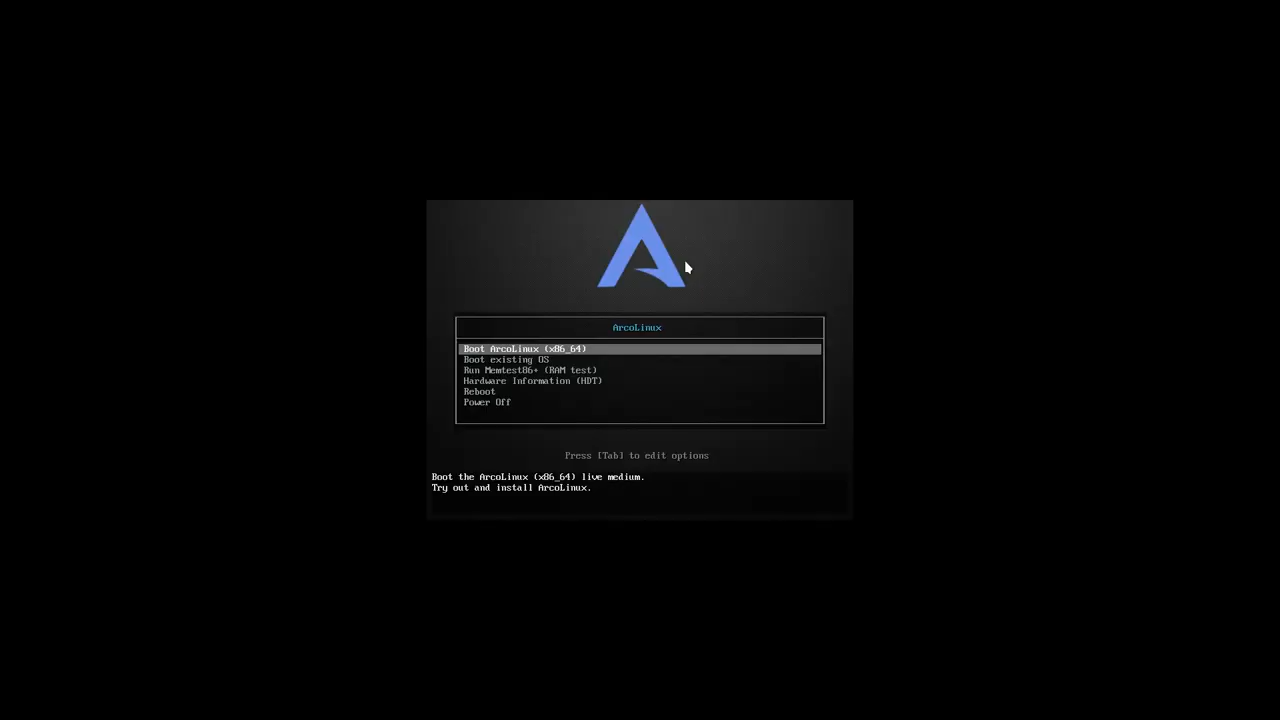 ArcoLinux
Boot ArcoLinux (x86_64)
Boot existing OS
Run Memtest86+ (RAM test)
Hardware Information (HDT)
Reboot
Power Off
Press [Tab] to edit options
Boot the ArcoLinux (x86_64) live medium.
Try out and install ArcoLinux.